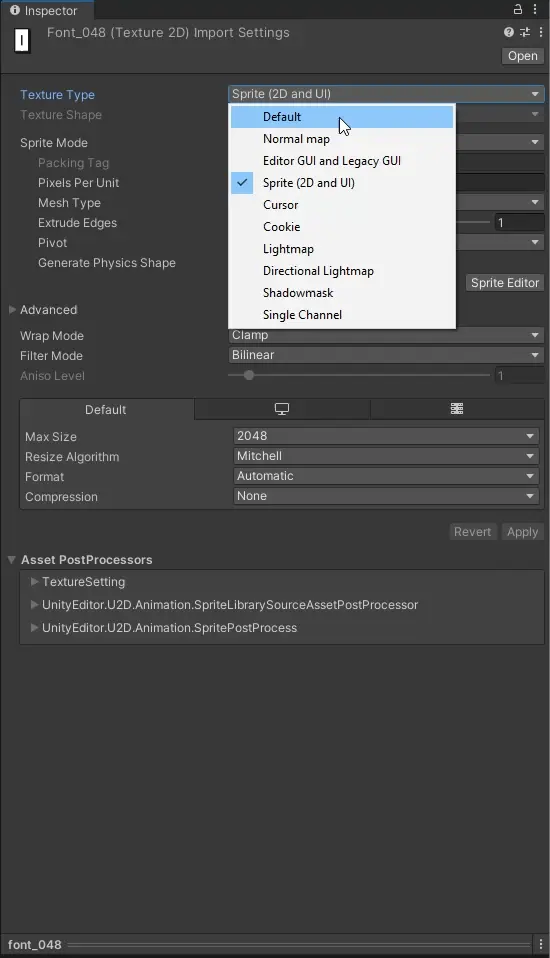 Inspector
Font_048 (Texture 2D) Import Settings
Open
Texture Type Sprite (2D and UI)
Texture Shape
Default
Normal map
Editor GUI and Legacy GUI
Sprite (2D and UI)
Cursor
Cookie
Lightmap
Directional Lightmap
Shadowmask
Single Channel
Sprite Mode
Packing Tag
Pixels Per Unit
Mesh Type
Extrude Edges 1
Pivot
Generate Physics Shape
Sprite Editor
Advanced
Wrap Mode Clamp
Filter Mode Bilinear
Aniso Level 1
Default
Max Size 2048
Resize Algorithm Mitchell
Format Automatic
Compression None
Revert Apply
Asset PostProcessors
TextureSetting
UnityEditor.U2D.Animation.SpriteLibrarySourceAssetPostProcessor
UnityEditor.U2D.Animation.SpritePostProcess
font_048